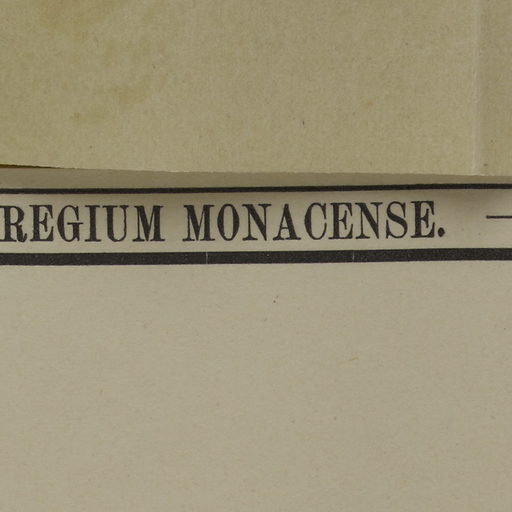 REGIUM MONACENSE. —